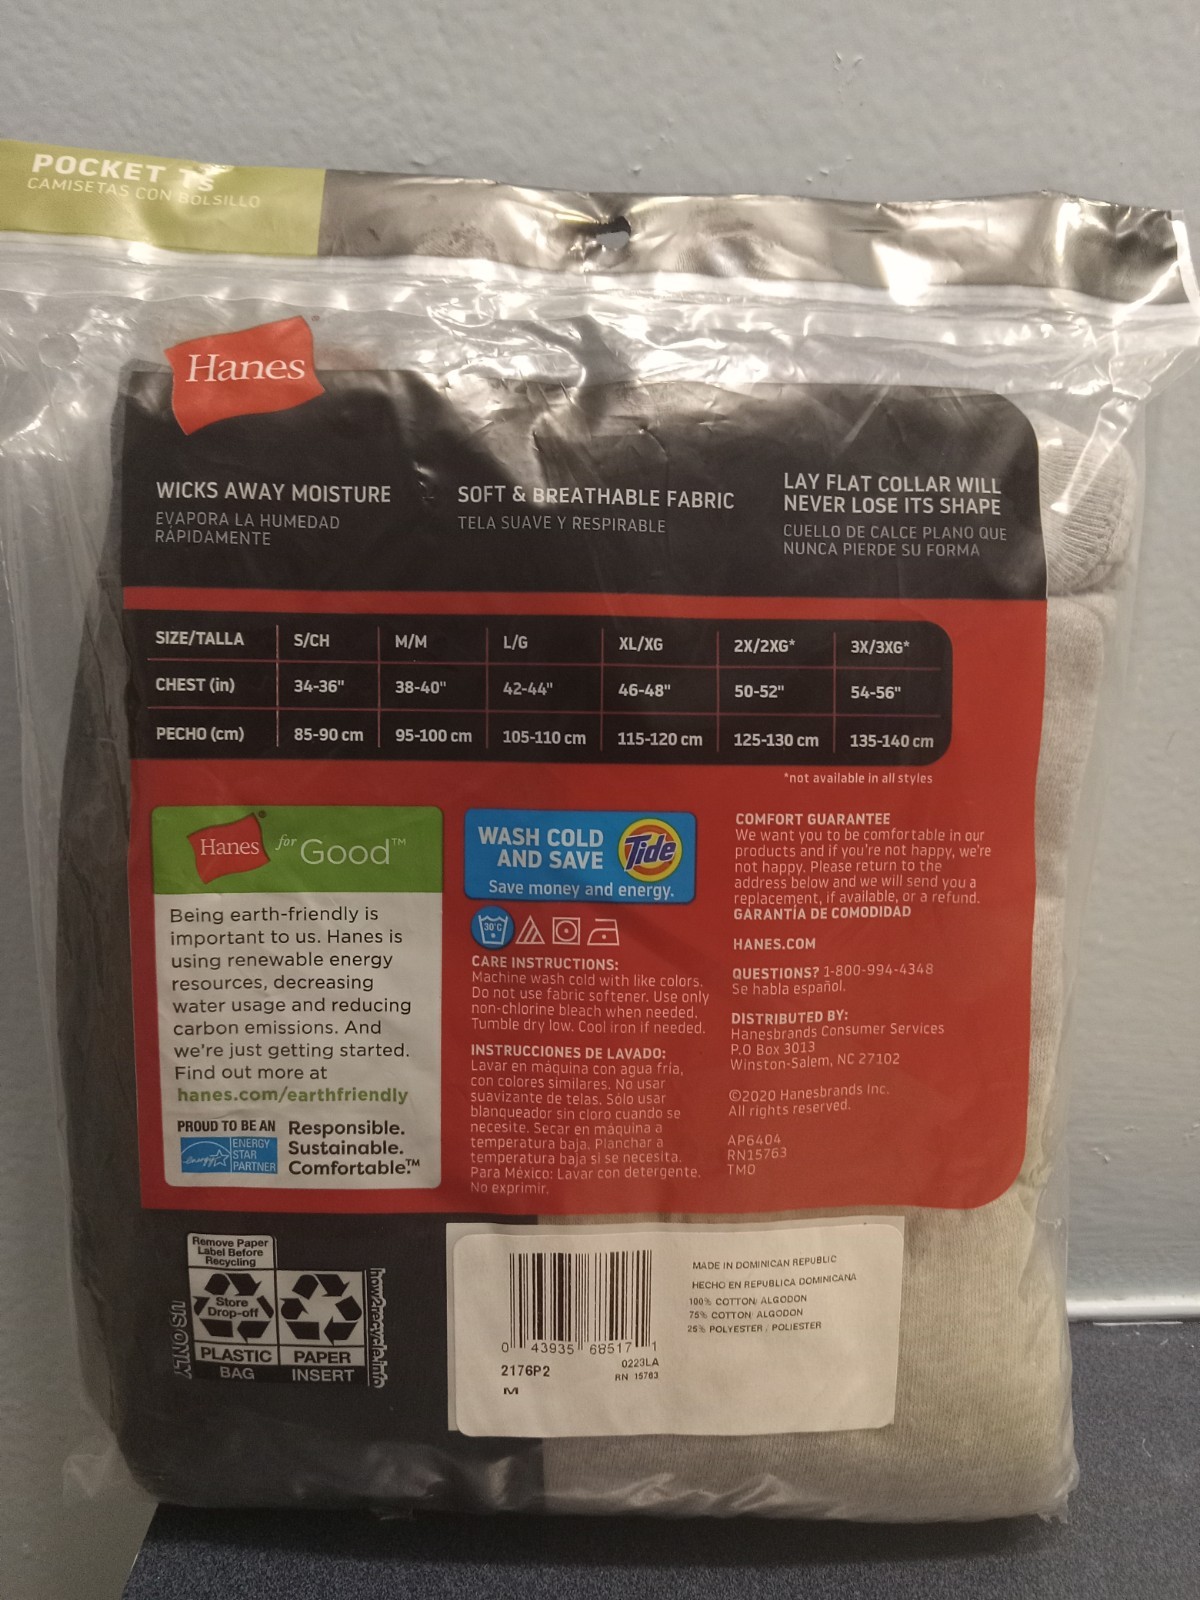 POCKET TS
CAMISETAS CON BOLSILLO
Hanes
WICKS AWAY MOISTURE
EVAPORA LA HUMEDAD
RÁPIDAMENTE
SOFT & BREATHABLE FABRIC
TELA SUAVE Y RESPIRABLE
LAY FLAT COLLAR WILL
NEVER LOSE ITS SHAPE
CUELLO DE CALCE PLANO QUE
NUNCA PIERDE SU FORMA
SIZE/TALLA S/CH M/M L/G XL/XG 2X/2XG* 3X/3XG*
CHEST (in) 34-36" 38-40" 42-44" 46-48" 50-52" 54-56"
PECHO (cm) 85-90 cm 95-100 cm 105-110 cm 115-120 cm 125-130 cm 135-140 cm
*not available in all styles
Hanes for Good™
Being earth-friendly is
important to us. Hanes is
using renewable energy
resources, decreasing
water usage and reducing
carbon emissions. And
we're just getting started.
Find out more at
hanes.com/earthfriendly
PROUD TO BE AN
energy
ENERGY
STAR
PARTNER
Responsible.
Sustainable.
Comfortable.™
WASH COLD
AND SAVE
Tide
Save money and energy.
30°C
CARE INSTRUCTIONS:
Machine wash cold with like colors.
Do not use fabric softener. Use only
non-chlorine bleach when needed.
Tumble dry low. Cool iron if needed.
INSTRUCCIONES DE LAVADO:
Lavar en máquina con agua fría,
con colores similares. No usar
suavizante de telas. Sólo usar
blanqueador sin cloro cuando se
necesite. Secar en máquina a
temperatura baja. Planchar a
temperatura baja si se necesita.
Para México: Lavar con detergente.
No exprimir.
COMFORT GUARANTEE
We want you to be comfortable in our
products and if you're not happy, we're
not happy. Please return to the
address below and we will send you a
replacement, if available, or a refund.
GARANTÍA DE COMODIDAD
HANES.COM
QUESTIONS? 1-800-994-4348
Se habla español.
DISTRIBUTED BY:
Hanesbrands Consumer Services
P.O Box 3013
Winston-Salem, NC 27102
©2020 Hanesbrands Inc.
All rights reserved.
AP6404
RN15763
TMO
Remove Paper
Label Before
Recycling
Store
Drop-off
PLASTIC
BAG
PAPER
INSERT
US ONLY
how2recycle.info
0 43935 68517 1
2176P2
M
0223LA
RN 15763
MADE IN DOMINICAN REPUBLIC
HECHO EN REPUBLICA DOMINICANA
100% COTTON/ ALGODON
75% COTTON/ ALGODON
25% POLYESTER / POLIESTER